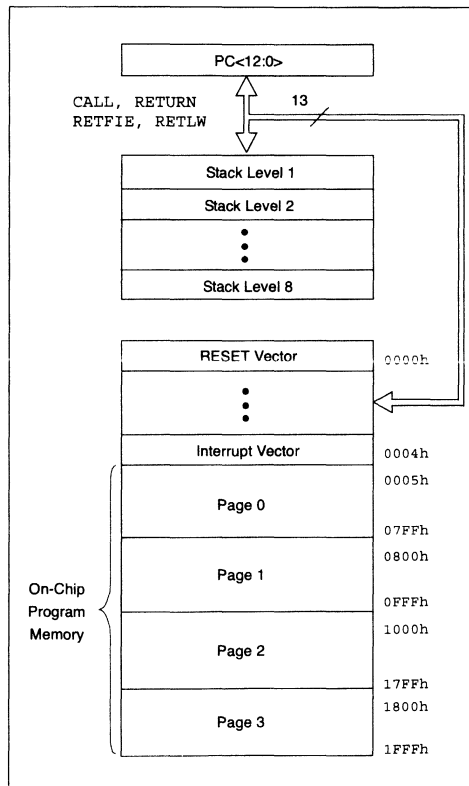 PC<12:0>
CALL, RETURN
RETFIE, RETLW
13
Stack Level 1
Stack Level 2
Stack Level 8
RESET Vector
0000h
Interrupt Vector
0004h
0005h
Page 0
07FFh
0800h
Page 1
On-Chip
Program
Memory
0FFFh
1000h
Page 2
17FFh
1800h
Page 3
1FFFh